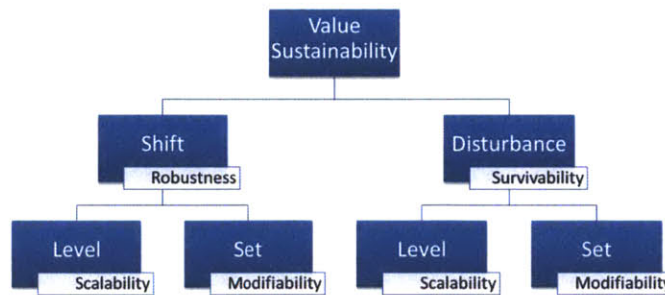 Value
Sustainability
Shift
Robustness
Disturbance
Survivability
Level
Scalability
Set
Modifiability
Level
Scalability
Set
Modifiability